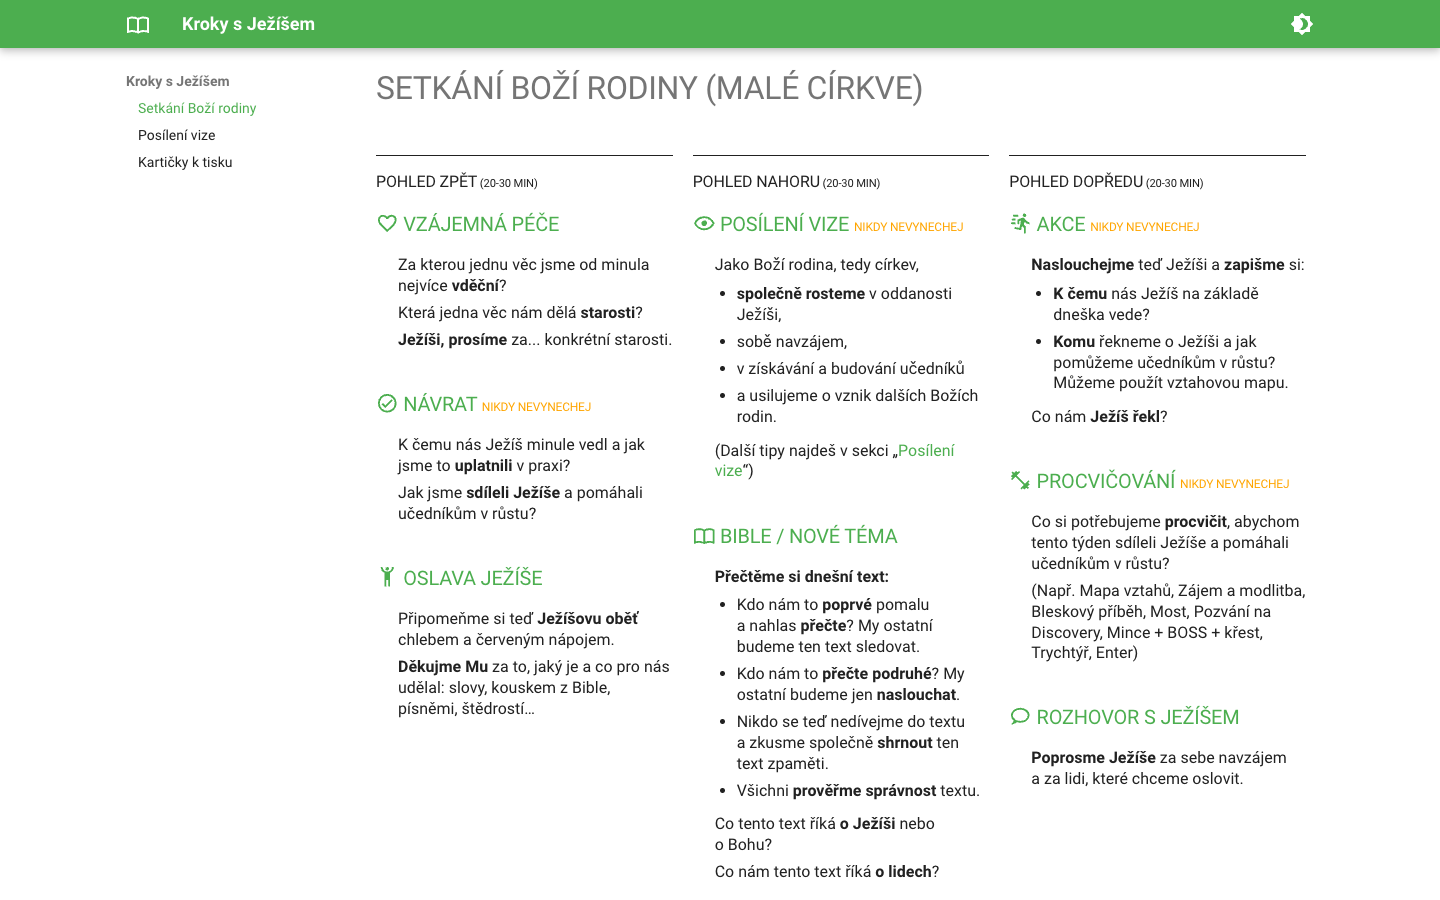 Kroky s Ježíšem
Kroky s Ježíšem
Setkání Boží rodiny
Posílení vize
Kartičky k tisku
SETKÁNÍ BOŽÍ RODINY (MALÉ CÍRKVE)
POHLED ZPĚT (20-30 MIN)
VZÁJEMNÁ PÉČE
Za kterou jednu věc jsme od minula
nejvíce vděční?
Která jedna věc nám dělá starosti?
Ježíši, prosíme za... konkrétní starosti.
NÁVRAT NIKDY NEVYNECHEJ
K čemu nás Ježíš minule vedl a jak
jsme to uplatnili v praxi?
Jak jsme sdíleli Ježíše a pomáhali
učedníkům v růstu?
OSLAVA JEŽÍŠE
Připomeňme si teď Ježíšovu oběť
chlebem a červeným nápojem.
Děkujme Mu za to, jaký je a co pro nás
udělal: slovy, kouskem z Bible,
písněmi, štědrostí...
POHLED NAHORU (20-30 MIN)
POSÍLENÍ VIZE NIKDY NEVYNECHEJ
Jako Boží rodina, tedy církev,
• společně rosteme v oddanosti
Ježíši,
• sobě navzájem,
• v získávání a budování učedníků
• a usilujeme o vznik dalších Božích
rodin.
(Další tipy najdeš v sekci „Posílení
vize“)
BIBLE / NOVÉ TÉMA
Přečtěme si dnešní text:
• Kdo nám to poprvé pomalu
a nahlas přečte? My ostatní
budeme ten text sledovat.
• Kdo nám to přečte podruhé? My
ostatní budeme jen naslouchat.
• Nikdo se teď nedívejme do textu
a zkusme společně shrnout ten
text zpaměti.
• Všichni prověřme správnost textu.
Co tento text říká o Ježíši nebo
o Bohu?
Co nám tento text říká o lidech?
POHLED DOPŘEDU (20-30 MIN)
AKCE NIKDY NEVYNECHEJ
Naslouchejme teď Ježíši a zapišme si:
• K čemu nás Ježíš na základě
dneška vede?
• Komu řekneme o Ježíši a jak
pomůžeme učedníkům v růstu?
Můžeme použít vztahovou mapu.
Co nám Ježíš řekl?
PROCVIČOVÁNÍ NIKDY NEVYNECHEJ
Co si potřebujeme procvičit, abychom
tento týden sdíleli Ježíše a pomáhali
učedníkům v růstu?
(Např. Mapa vztahů, Zájem a modlitba,
Bleskový příběh, Most, Pozvání na
Discovery, Mince + BOSS + křest,
Trychtýř, Enter)
ROZHOVOR S JEŽÍŠEM
Poprosme Ježíše za sebe navzájem
a za lidi, které chceme oslovit.